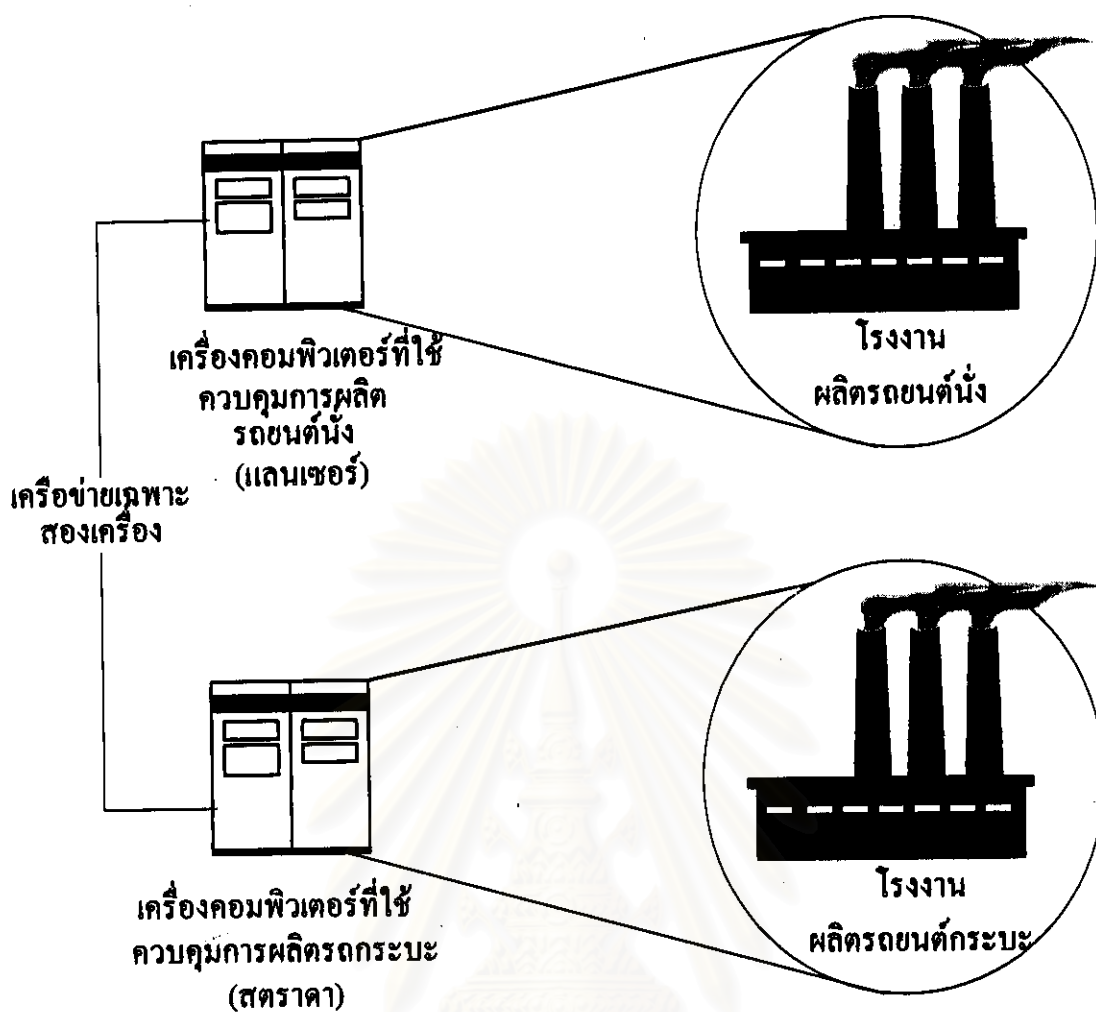 เครื่องคอมพิวเตอร์ที่ใช้
ควบคุมการผลิต
รถยนต์นั่ง
(แลนเซอร์)
โรงงาน
ผลิตรถยนต์นั่ง
เครือข่ายเฉพาะ
สองเครื่อง
เครื่องคอมพิวเตอร์ที่ใช้
ควบคุมการผลิตรถกระบะ
(สตราดา)
โรงงาน
ผลิตรถยนต์กระบะ